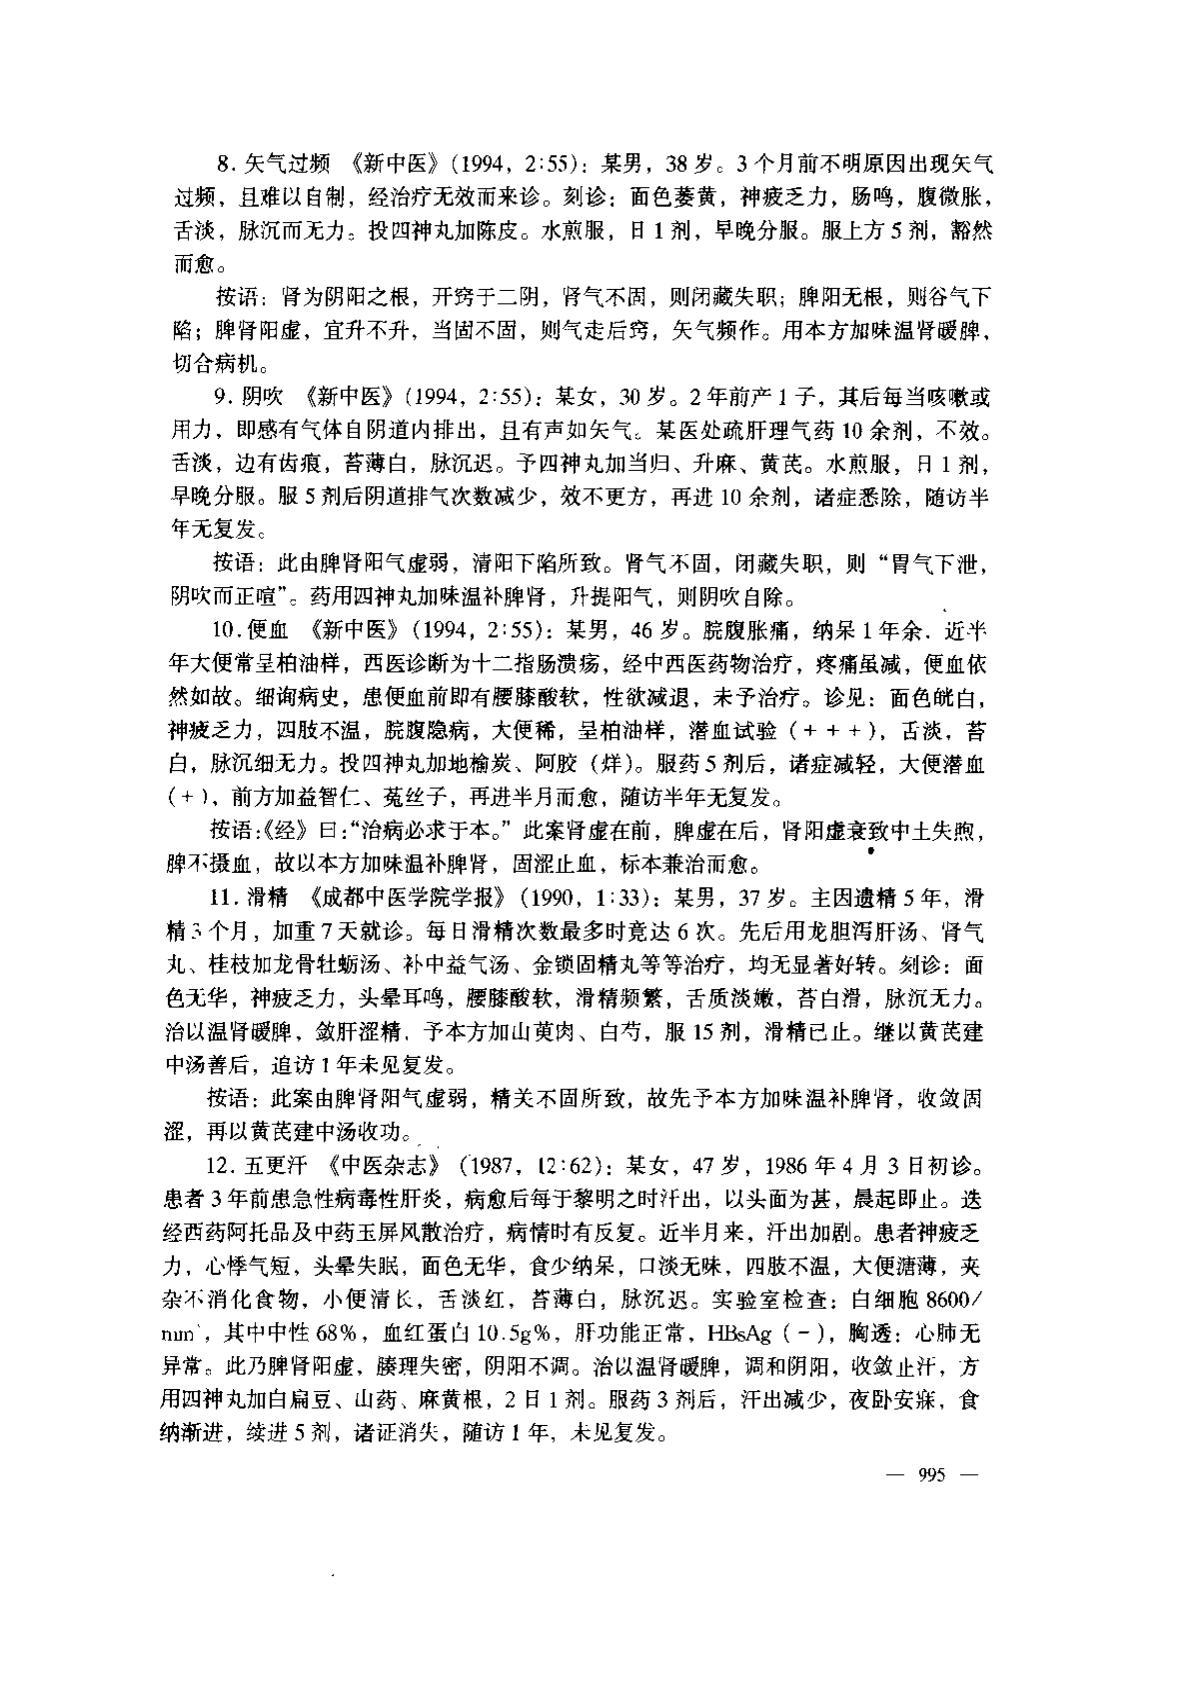 8. 矢气过频 《新中医》(1994, 2:55): 某男, 38岁。3个月前不明原因出现矢气
过频, 且难以自制, 经治疗无效而来诊。刻诊: 面色萎黄, 神疲乏力, 肠鸣, 腹微胀,
舌淡, 脉沉而无力。投四神丸加陈皮。水煎服, 日1剂, 早晚分服。服上方5剂, 豁然
而愈。
按语: 肾为阴阳之根, 开窍于二阴, 肾气不固, 则闭藏失职; 脾阳无根, 则谷气下
陷; 脾肾阳虚, 宜升不升, 当固不固, 则气走后窍, 矢气频作。用本方加味温肾暖脾,
切合病机。
9. 阴吹 《新中医》(1994, 2:55): 某女, 30岁。2年前产1子, 其后每当咳嗽或
用力, 即感有气体自阴道内排出, 且有声如矢气。某医处疏肝理气药10余剂, 不效。
舌淡, 边有齿痕, 苔薄白, 脉沉迟。予四神丸加当归、升麻、黄芪。水煎服, 日1剂,
早晚分服。服5剂后阴道排气次数减少, 效不更方, 再进10余剂, 诸症悉除, 随访半
年无复发。
按语: 此由脾肾阳气虚弱, 清阳下陷所致。肾气不固, 闭藏失职, 则“胃气下泄,
阴吹而正喧”。药用四神丸加味温补脾肾, 升提阳气, 则阴吹自除。
10. 便血 《新中医》(1994, 2:55): 某男, 46岁。脘腹胀痛, 纳呆1年余. 近半
年大便常呈柏油样, 西医诊断为十二指肠溃疡, 经中西医药物治疗, 疼痛虽减, 便血依
然如故。细询病史, 患便血前即有腰膝酸软, 性欲减退, 未予治疗。诊见: 面色㿠白,
神疲乏力, 四肢不温, 脘腹隐病, 大便稀, 呈柏油样, 潜血试验 (+++), 舌淡, 苔
白, 脉沉细无力。投四神丸加地榆炭、阿胶 (烊)。服药5剂后, 诸症减轻, 大便潜血
(+), 前方加益智仁、菟丝子, 再进半月而愈, 随访半年无复发。
按语:《经》曰:“治病必求于本。”此案肾虚在前, 脾虚在后, 肾阳虚衰致中土失煦,
脾不摄血, 故以本方加味温补脾肾, 固涩止血, 标本兼治而愈。
11. 滑精 《成都中医学院学报》(1990, 1:33): 某男, 37岁。主因遗精5年, 滑
精3个月, 加重7天就诊。每日滑精次数最多时竟达6次。先后用龙胆泻肝汤、肾气
丸、桂枝加龙骨牡蛎汤、补中益气汤、金锁固精丸等等治疗, 均无显著好转。刻诊: 面
色无华, 神疲乏力, 头晕耳鸣, 腰膝酸软, 滑精频繁, 舌质淡嫩, 苔白滑, 脉沉无力。
治以温肾暖脾, 敛肝涩精, 予本方加山萸肉、白芍, 服15剂, 滑精已止。继以黄芪建
中汤善后, 追访1年未见复发。
按语: 此案由脾肾阳气虚弱, 精关不固所致, 故先予本方加味温补脾肾, 收敛固
涩, 再以黄芪建中汤收功。
12. 五更汗 《中医杂志》(1987, 12:62): 某女, 47岁, 1986年4月3日初诊。
患者3年前患急性病毒性肝炎, 病愈后每于黎明之时汗出, 以头面为甚, 晨起即止。迭
经西药阿托品及中药玉屏风散治疗, 病情时有反复。近半月来, 汗出加剧。患者神疲乏
力, 心悸气短, 头晕失眠, 面色无华, 食少纳呆, 口淡无味, 四肢不温, 大便溏薄, 夹
杂不消化食物, 小便清长, 舌淡红, 苔薄白, 脉沉迟。实验室检查: 白细胞8600/
mm, 其中中性68%, 血红蛋白10.5g%, 肝功能正常, HBsAg (-), 胸透: 心肺无
异常。此乃脾肾阳虚, 腠理失密, 阴阳不调。治以温肾暖脾, 调和阴阳, 收敛止汗, 方
用四神丸加白扁豆、山药、麻黄根, 2日1剂。服药3剂后, 汗出减少, 夜卧安寐, 食
纳渐进, 续进5剂, 诸证消失, 随访1年, 未见复发。
— 995 —